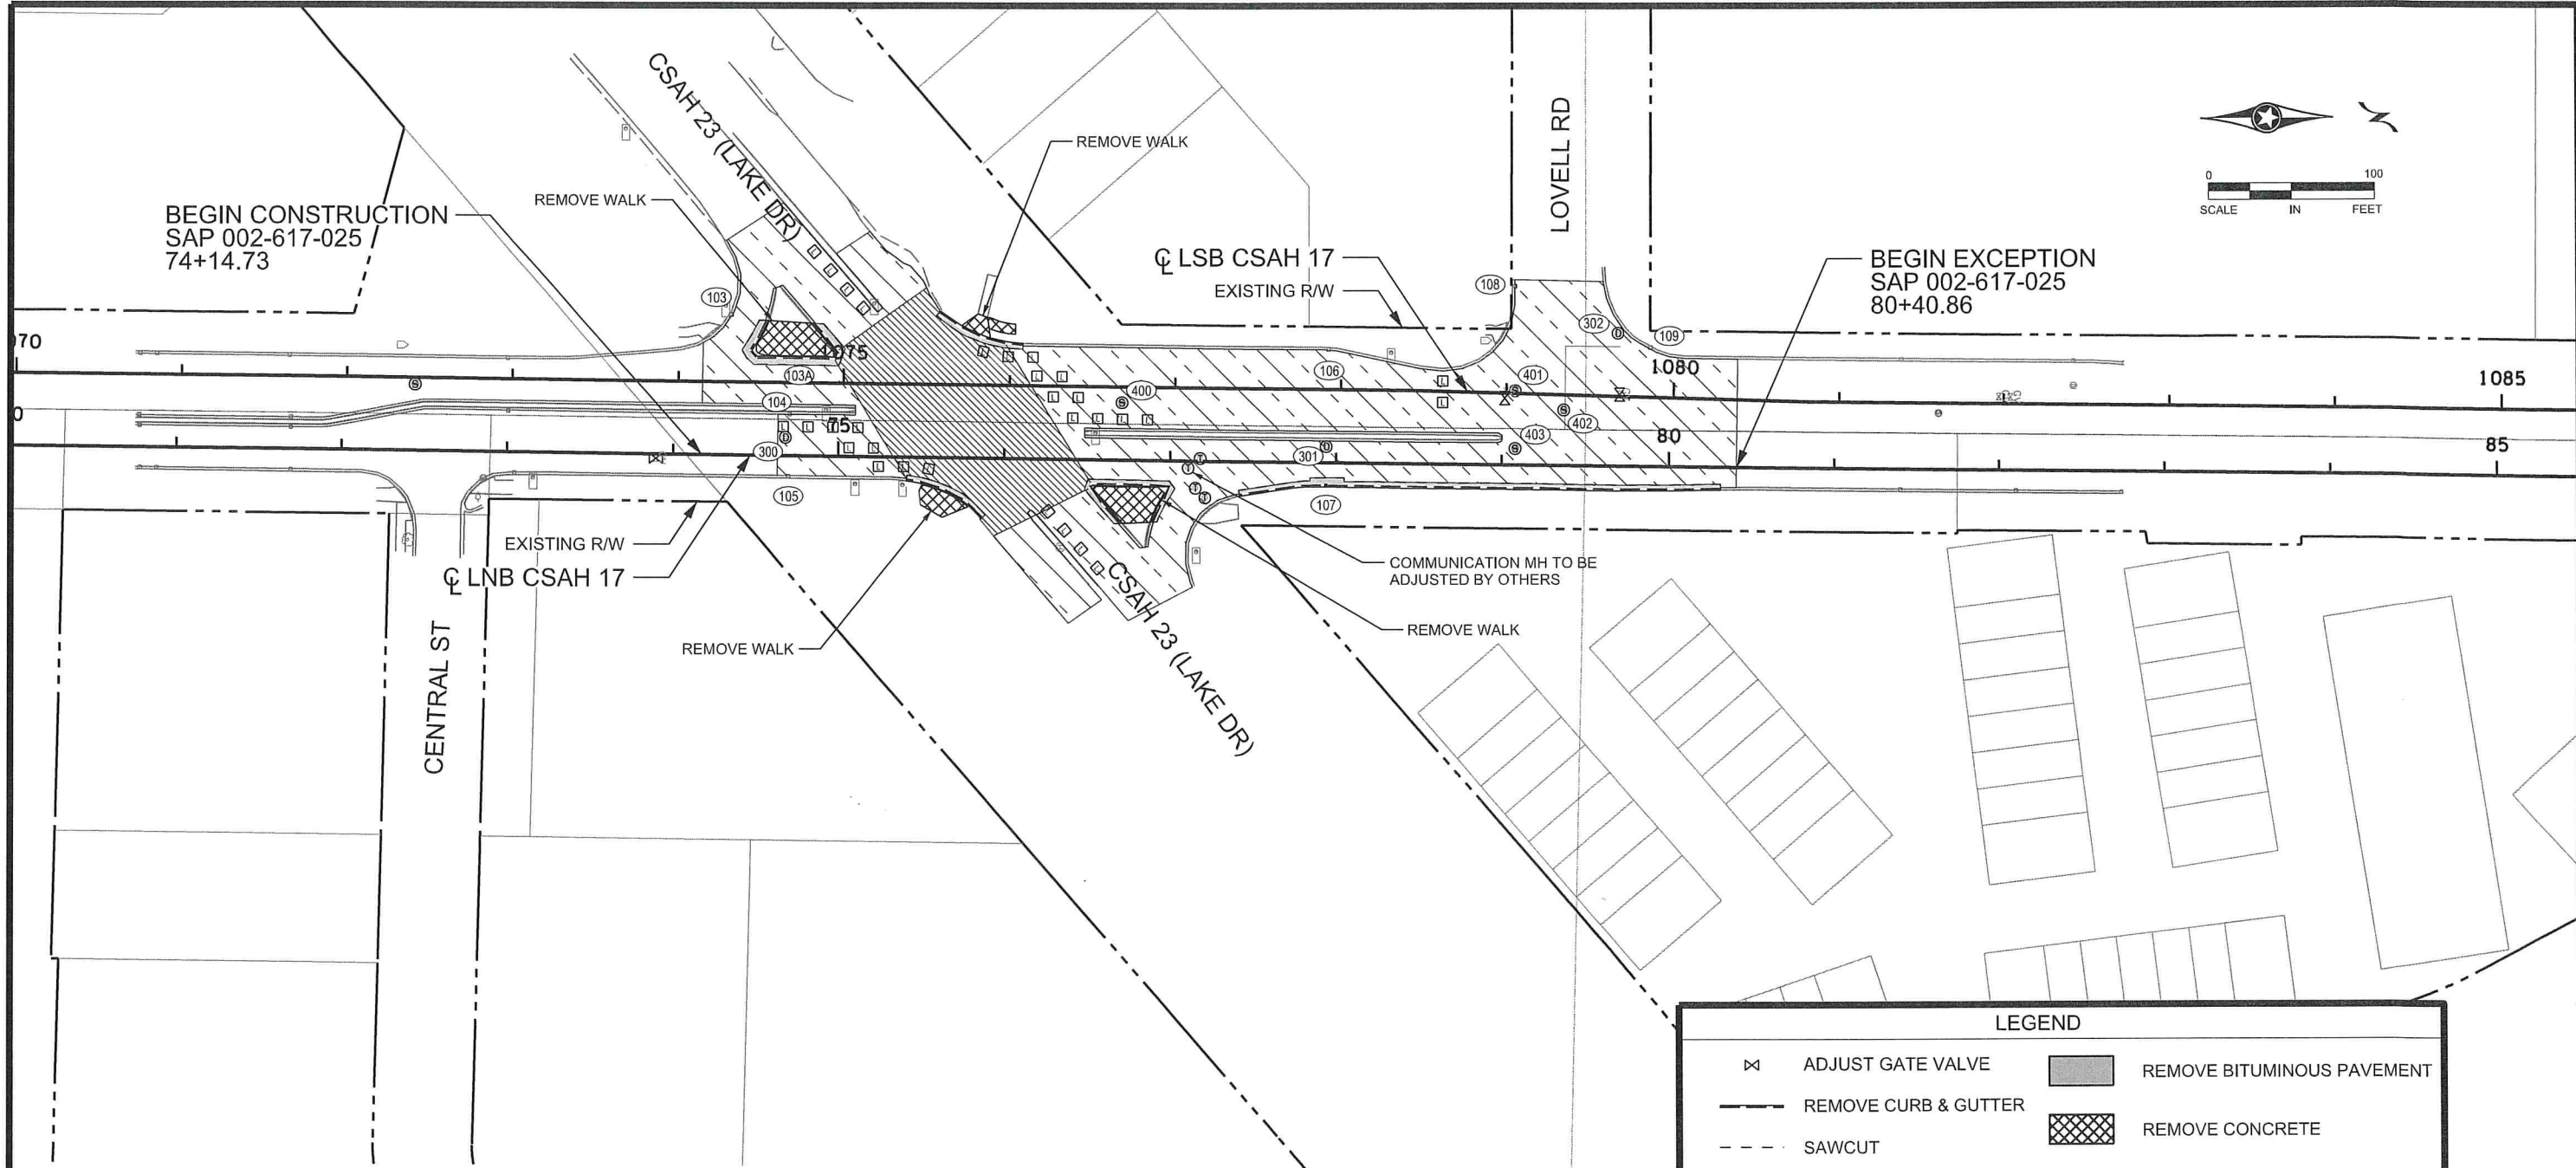 CSAH 23 (LAKE DR)
REMOVE WALK
REMOVE WALK
BEGIN CONSTRUCTION
SAP 002-617-025
74+14.73
LOVELL RD
0 100
SCALE IN FEET
℄ LSB CSAH 17
EXISTING R/W
BEGIN EXCEPTION
SAP 002-617-025
80+40.86
103
108
302
109
070
1075
103A
106
401
1080
1085
104
400
402
403
75
80
85
0
300
301
105
107
EXISTING R/W
℄ LNB CSAH 17
COMMUNICATION MH TO BE
ADJUSTED BY OTHERS
REMOVE WALK
REMOVE WALK
CSAH 23 (LAKE DR)
CENTRAL ST
LEGEND
ADJUST GATE VALVE
REMOVE BITUMINOUS PAVEMENT
REMOVE CURB & GUTTER
REMOVE CONCRETE
SAWCUT